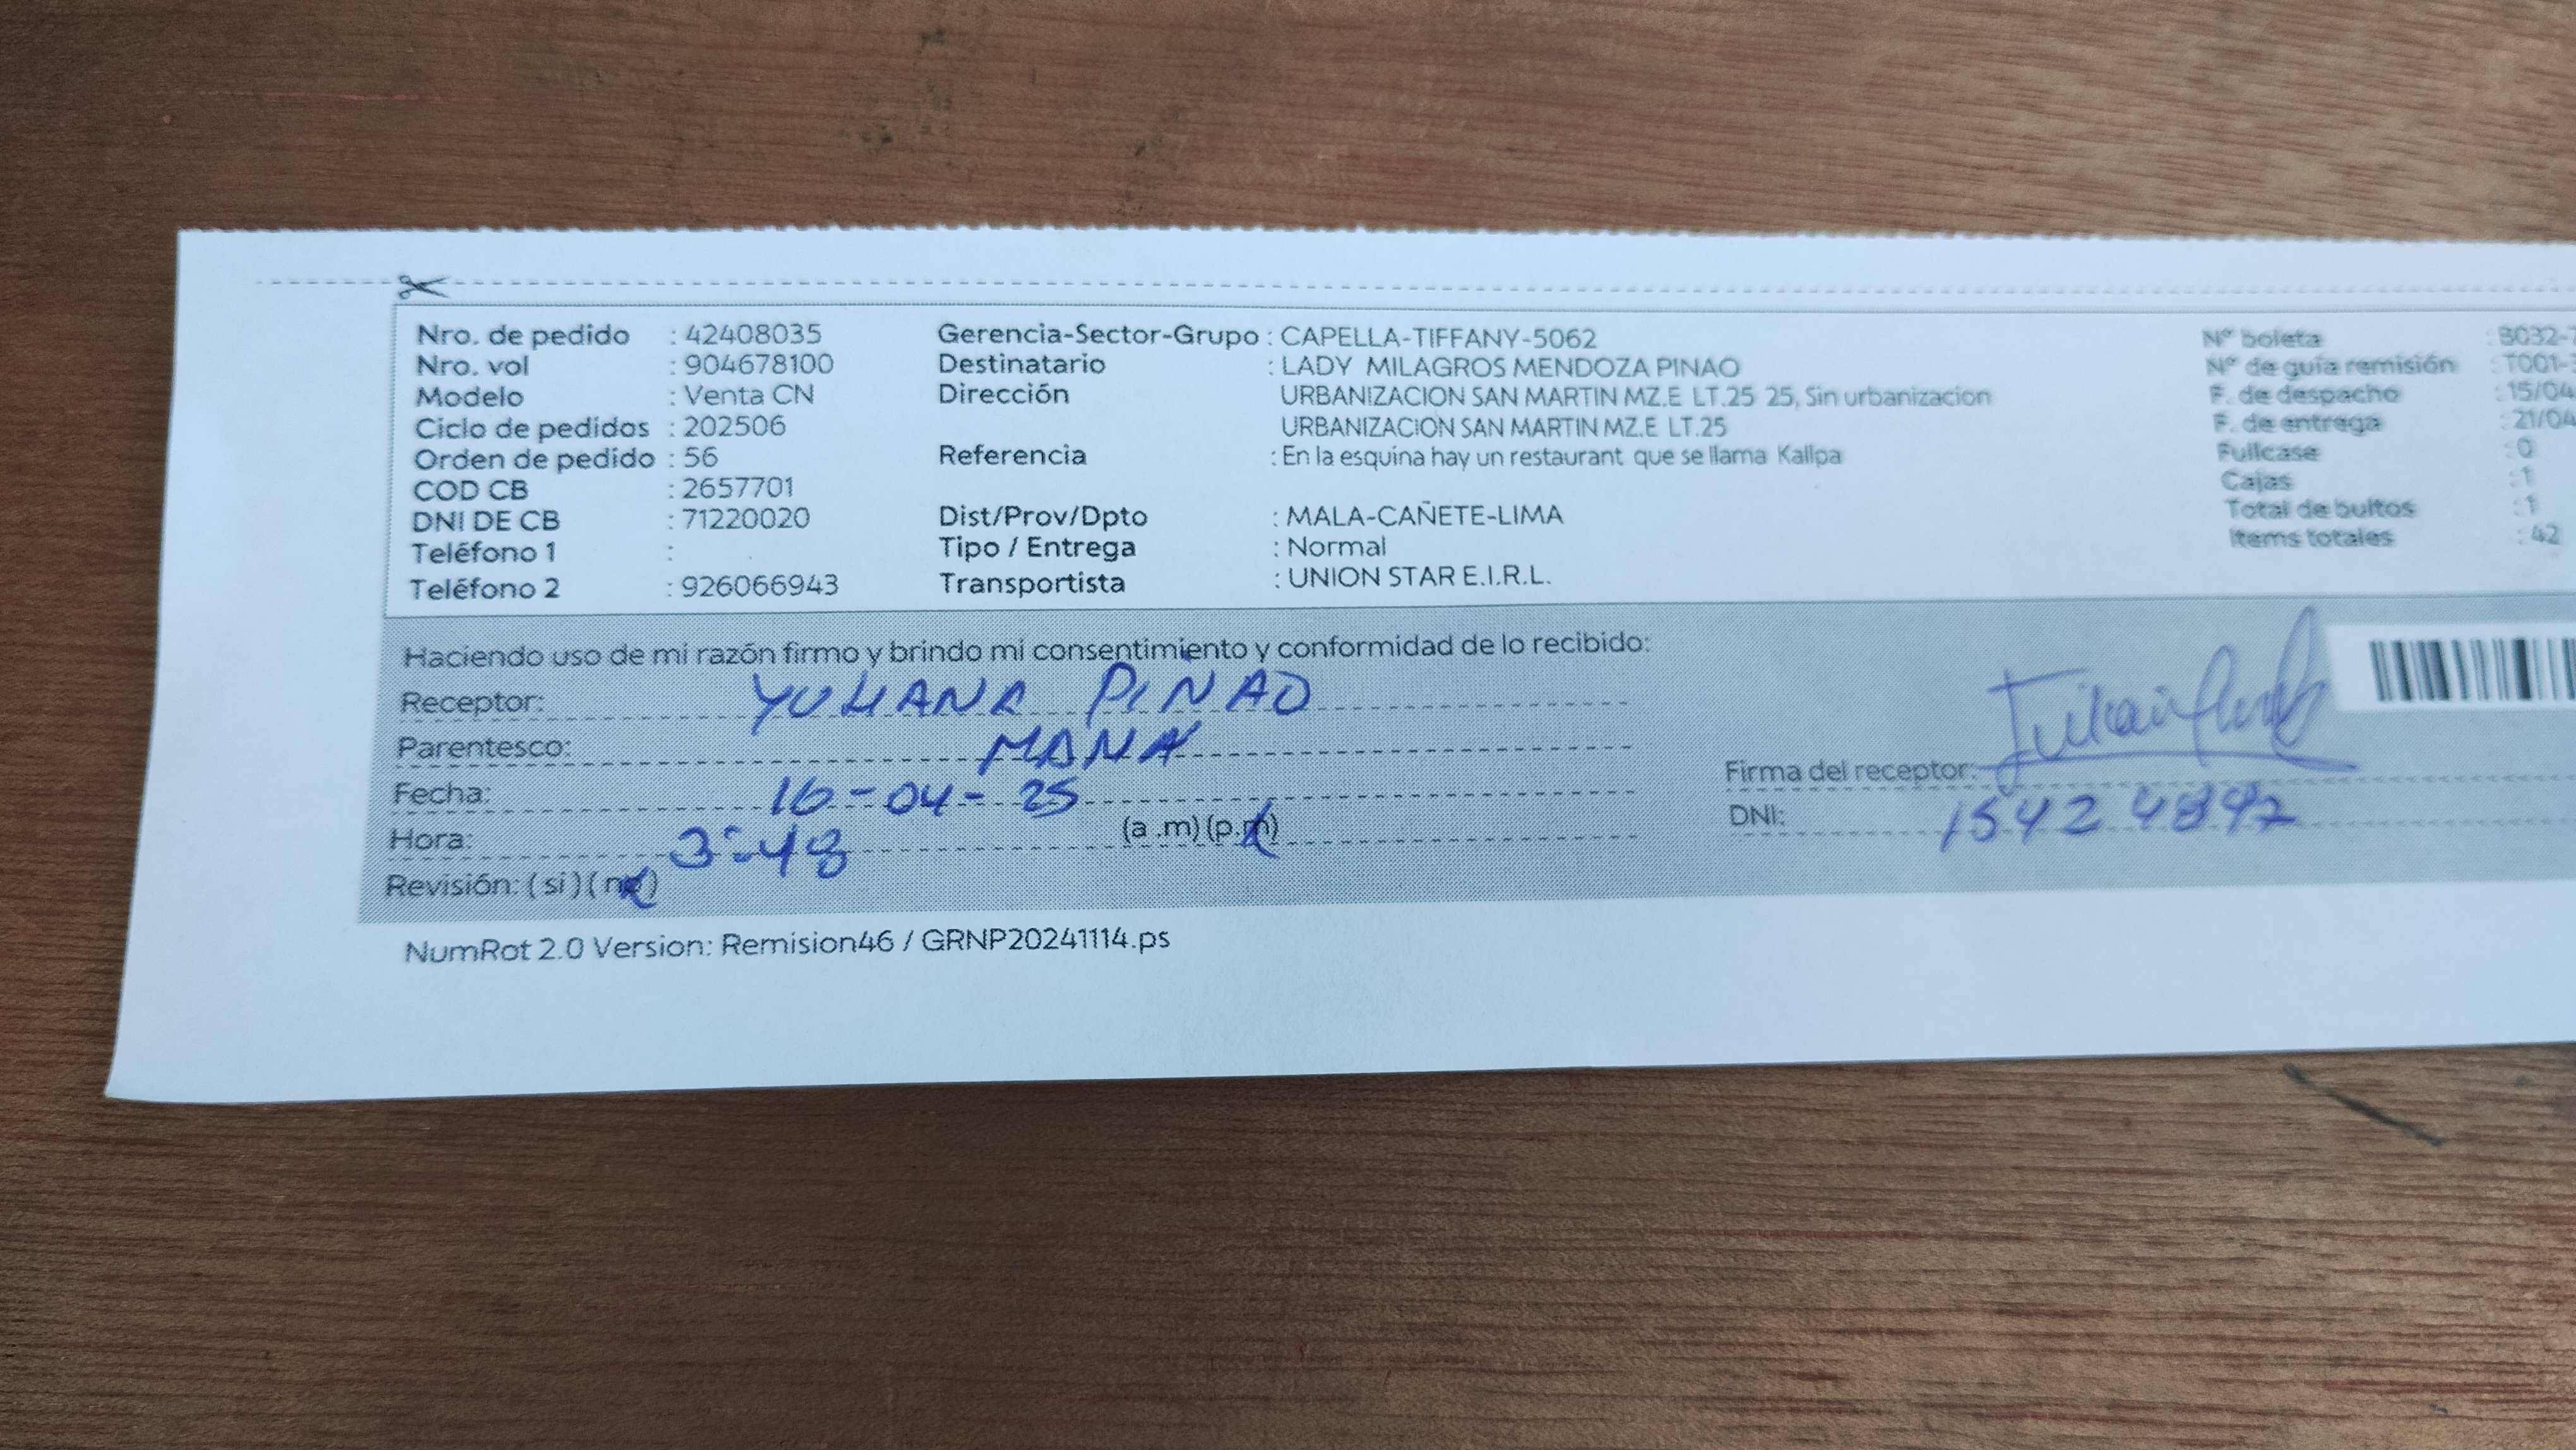 Nro. de pedido : 42408035 Gerencia-Sector-Grupo : CAPELLA-TIFFANY-5062 Nº boleta : B032-
Nro. vol : 904678100 Destinatario : LADY MILAGROS MENDOZA PINAO Nº de guía remisión : T001-
Modelo : Venta CN Dirección URBANIZACION SAN MARTIN MZ.E LT.25 25, Sin urbanizacion F. de despacho : 15/04
Ciclo de pedidos : 202506 URBANIZACION SAN MARTIN MZ.E LT.25 F. de entrega : 21/04
Orden de pedido : 56 Referencia : En la esquina hay un restaurant que se llama Kallpa Fullcase : 0
COD CB : 2657701 Cajas : 1
DNI DE CB : 71220020 Dist/Prov/Dpto : MALA-CAÑETE-LIMA Total de bultos : 1
Teléfono 1 : Tipo / Entrega : Normal Items totales : 42
Teléfono 2 : 926066943 Transportista : UNION STAR E.I.R.L.
Haciendo uso de mi razón firmo y brindo mi consentimiento y conformidad de lo recibido:
Receptor: YULIANA PINAO
Parentesco: MAMA
Fecha: 16-04-25 Firma del receptor:
Hora: 3:48 (a .m) (p.m) DNI: 15424897
Revisión: (si) (no)
NumRot 2.0 Version: Remision46 / GRNP20241114.ps